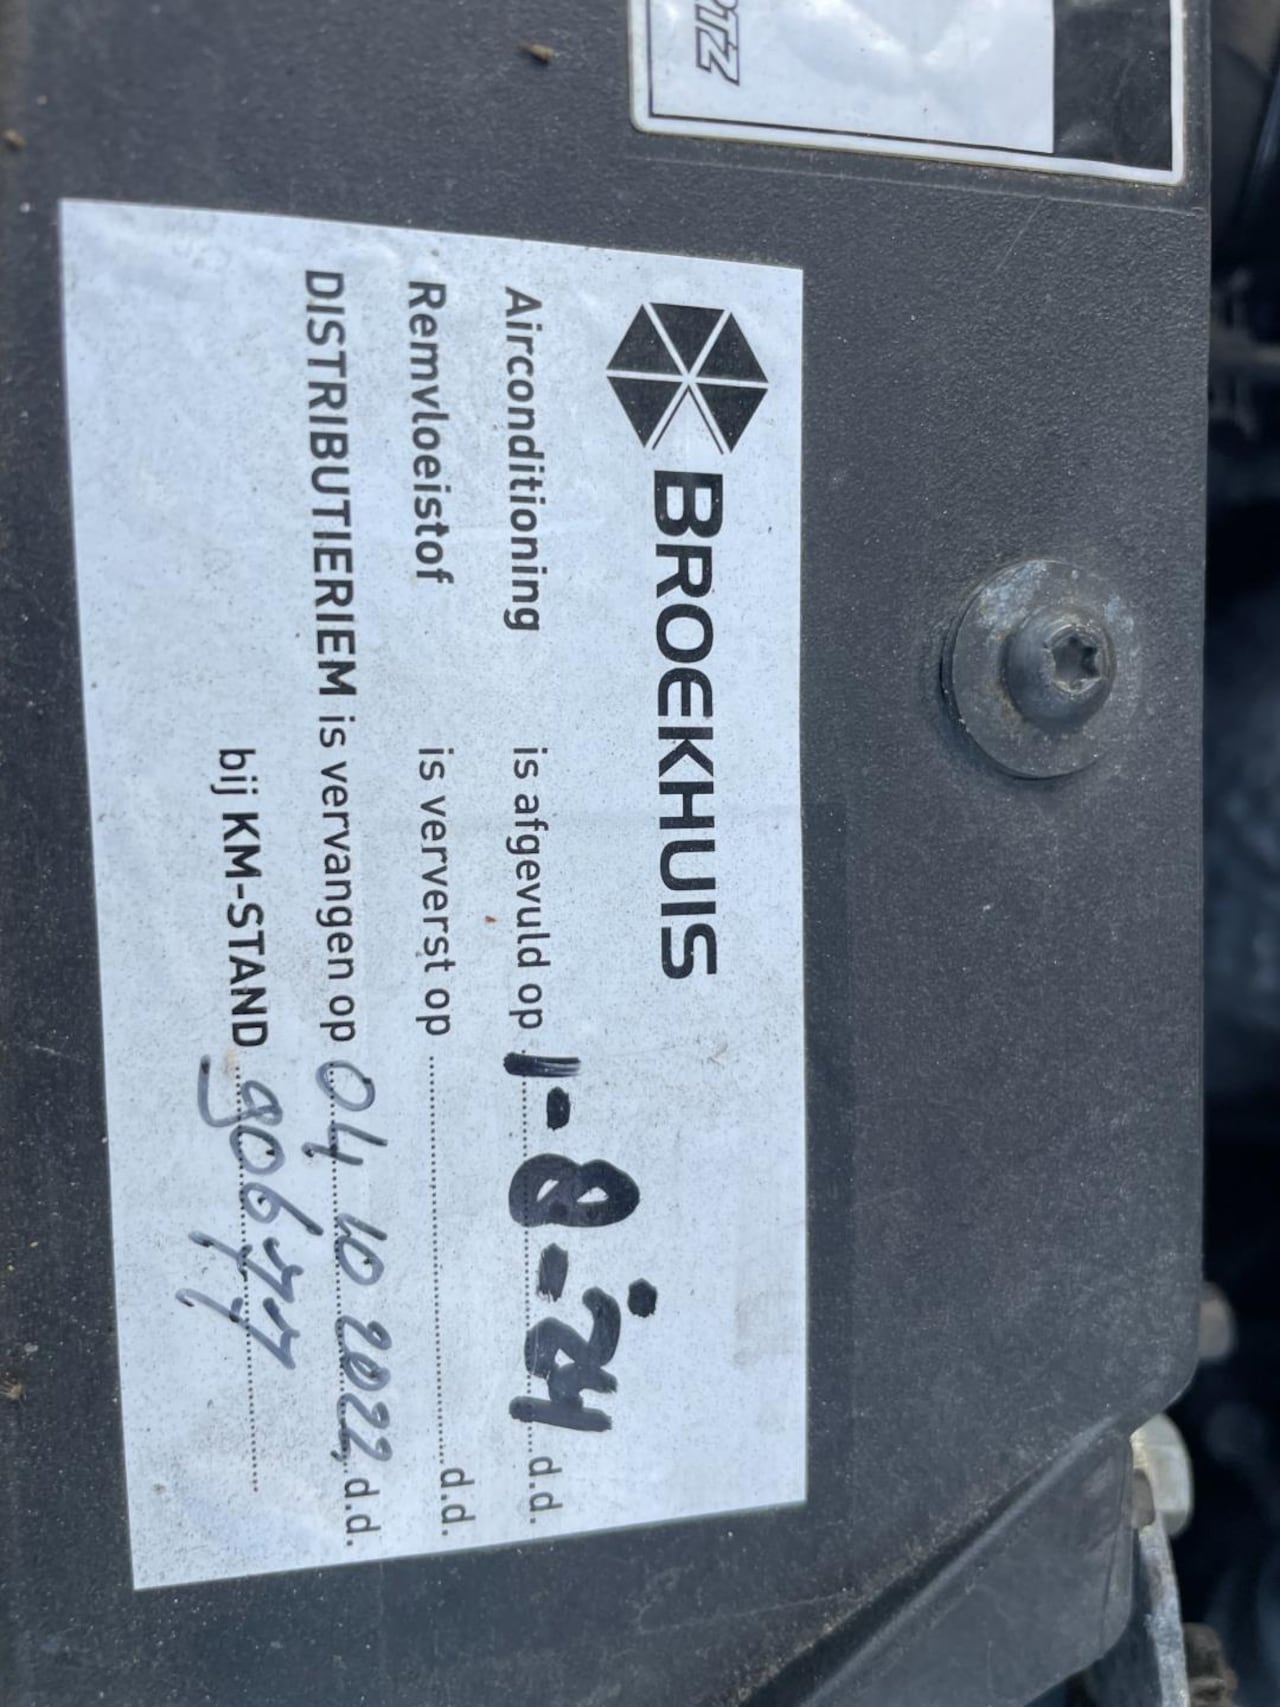 BROEKHUIS
Airconditioning is afgevuld op 1-8-'24 d.d.
Remvloeistof is ververst op d.d.
DISTRIBUTIERIEM is vervangen op 04 10 2022, d.d.
bij KM-STAND 90677